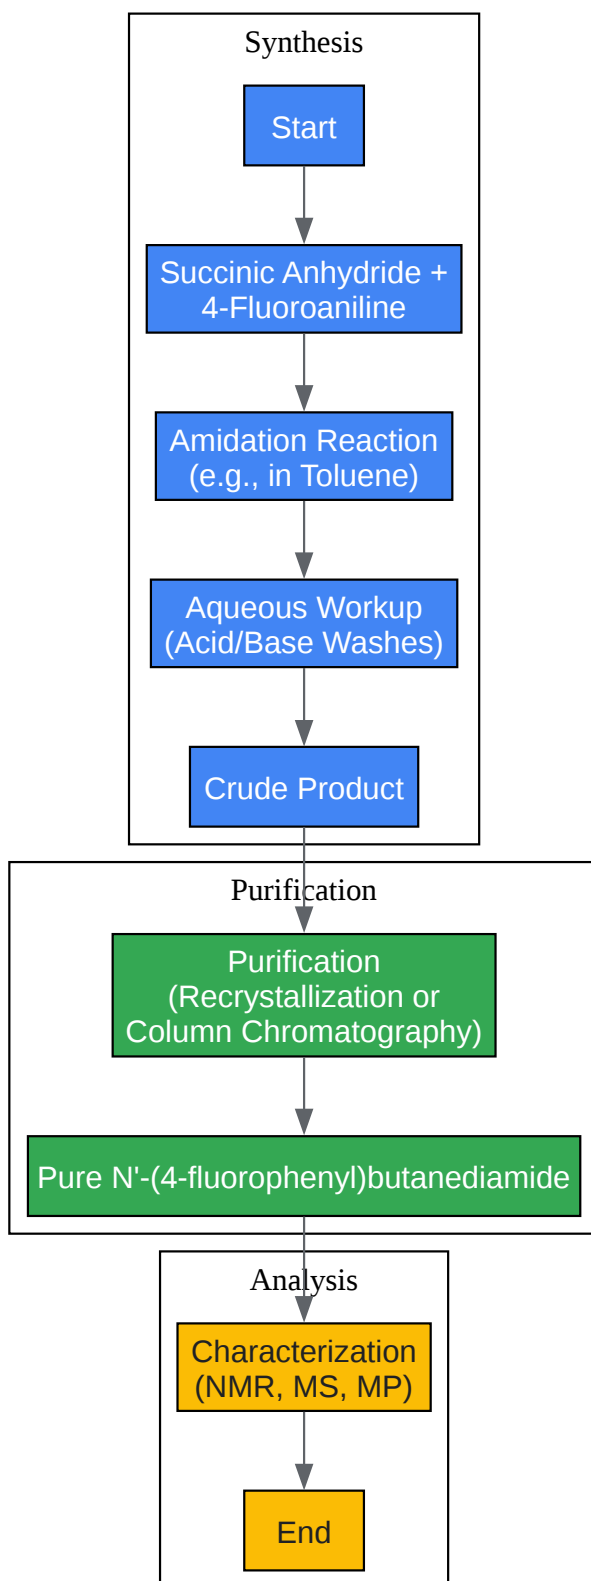 Synthesis
Start
Succinic Anhydride +
4-Fluoroaniline
Amidation Reaction
(e.g., in Toluene)
Aqueous Workup
(Acid/Base Washes)
Crude Product
Purification
Purification
(Recrystallization or
Column Chromatography)
Pure N'-(4-fluorophenyl)butanediamide
Analysis
Characterization
(NMR, MS, MP)
End